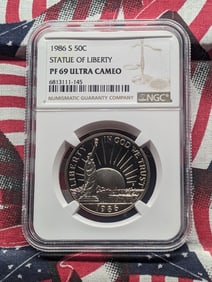 1986 S 50C
STATUE OF LIBERTY
PF 69 ULTRA CAMEO
6813111-145
NUMISMATIC GUARANTY COMPANY
NGC
LIBERTY
IN GOD WE TRUST
1986